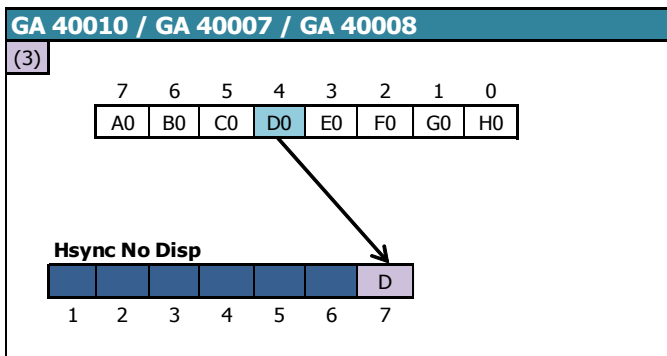 GA 40010 / GA 40007 / GA 40008
(3)
7 6 5 4 3 2 1 0
A0 B0 C0 D0 E0 F0 G0 H0
Hsync No Disp
D
1 2 3 4 5 6 7